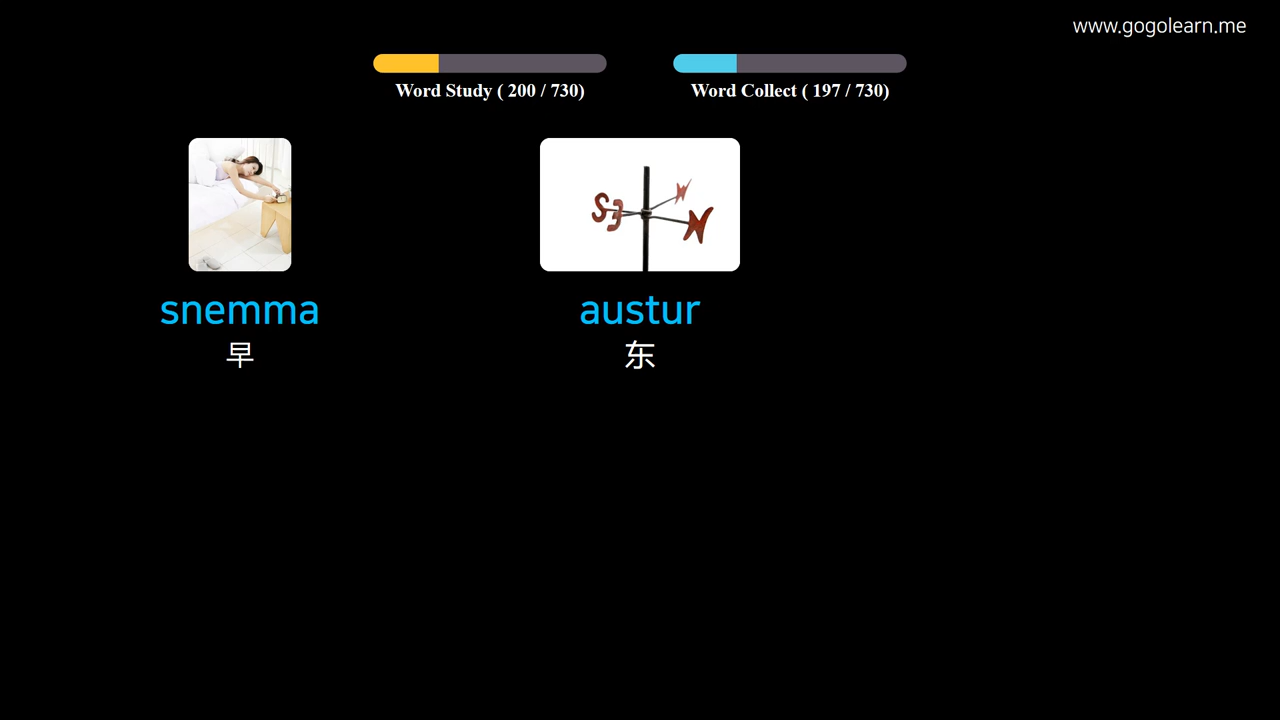 www.gogolearn.me
Word Study ( 200 / 730)
Word Collect ( 197 / 730)
snemma
早
austur
东